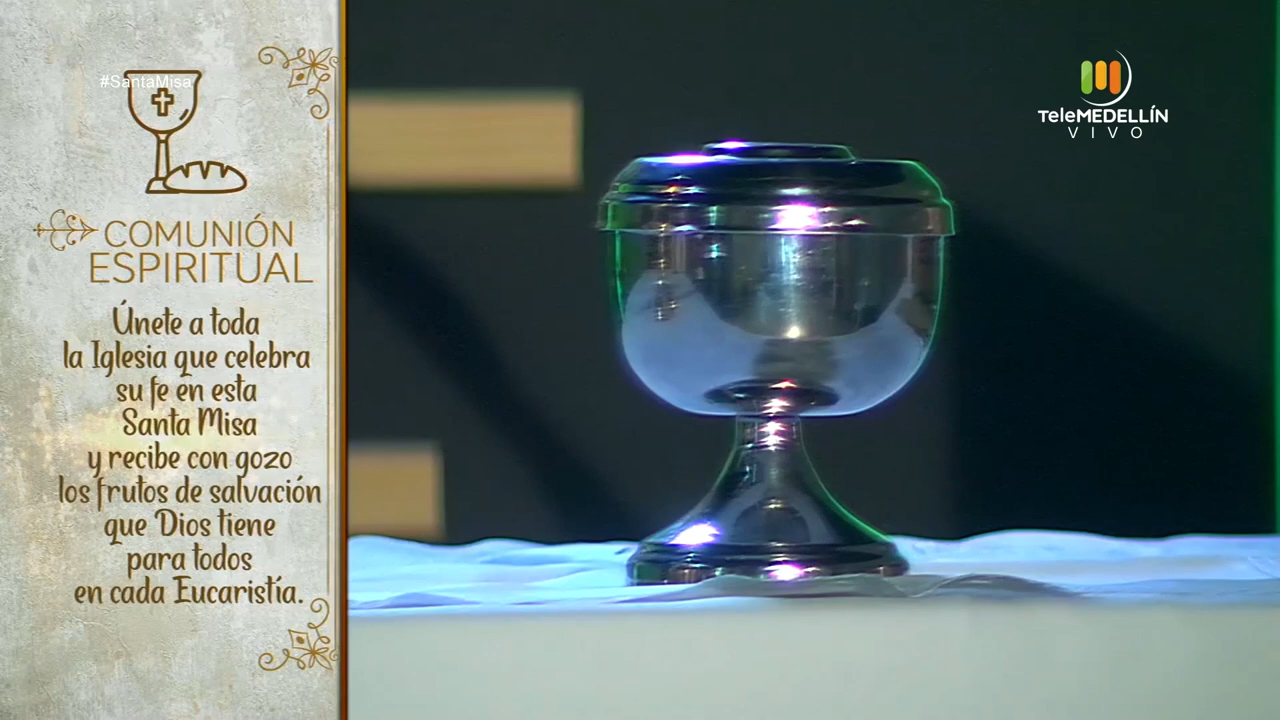 #SantaMisa
COMUNIÓN
ESPIRITUAL
Únete a toda
la Iglesia que celebra
su fe en esta
Santa Misa
y recibe con gozo
los frutos de salvación
que Dios tiene
para todos
en cada Eucaristía.
TeleMEDELLÍN
VIVO